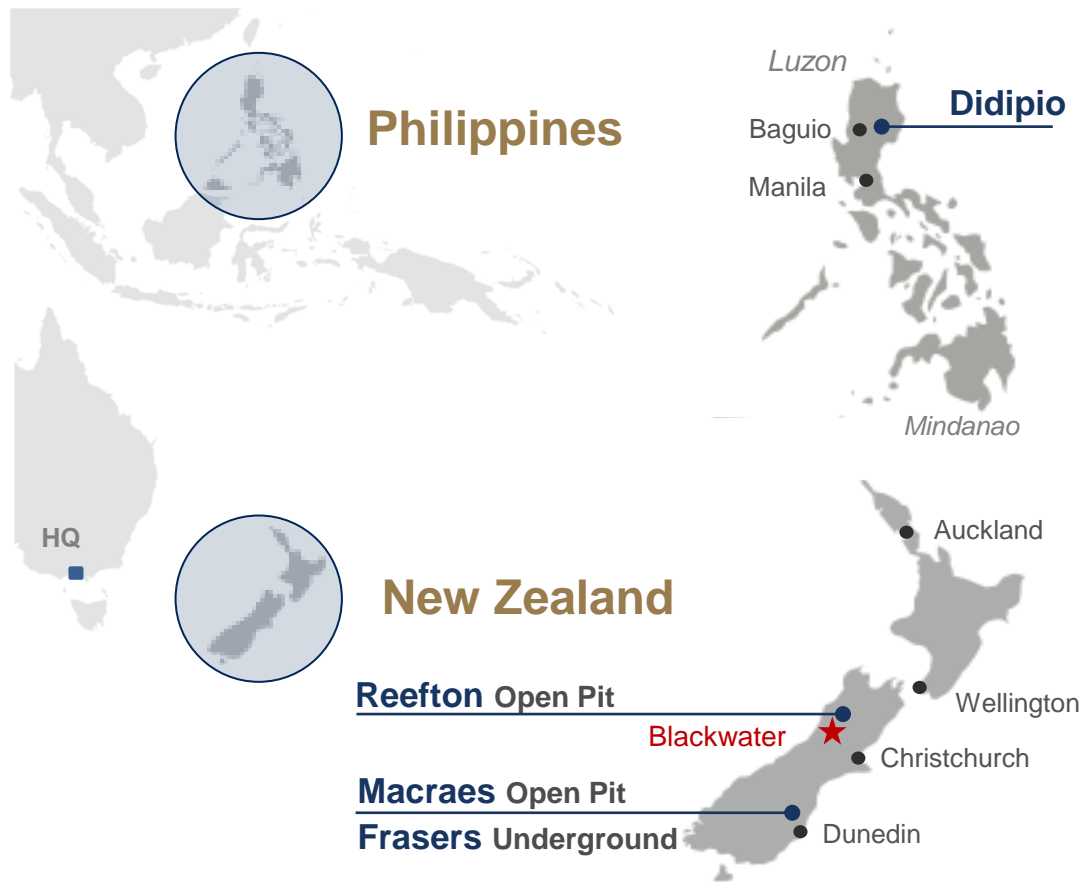 Luzon
Philippines
Didipio
Baguio
Manila
Mindanao
HQ
New Zealand
Auckland
Reefton Open Pit
Wellington
Blackwater
Christchurch
Macraes Open Pit
Frasers Underground
Dunedin